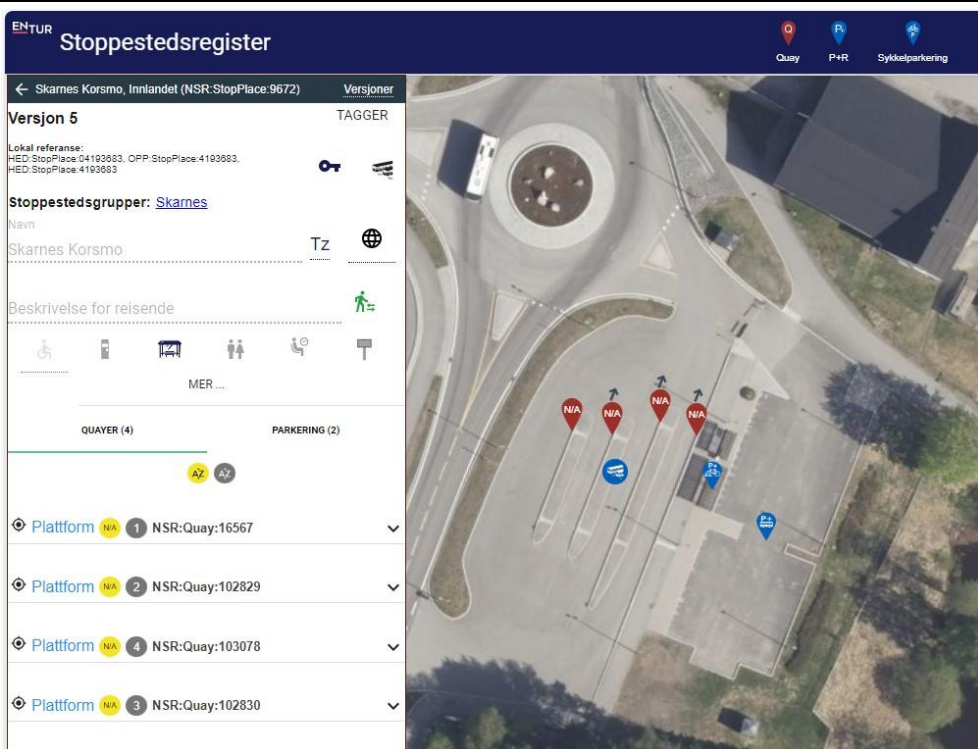 ENTUR Stoppestedsregister
Quay
P+R
Sykkelparkering
Skarnes Korsmo, Innlandet (NSR:StopPlace:9672) Versjoner
Versjon 5 TAGGER
Lokal referanse:
HED:StopPlace:04193683, OPP:StopPlace:4193683,
HED:StopPlace:4193683
Stoppestedsgrupper: Skarnes
Navn
Skarnes Korsmo
Tz
Beskrivelse for reisende
MER ...
QUAYER (4) PARKERING (2)
AZ AZ
Plattform N/A 1 NSR:Quay:16567
Plattform N/A 2 NSR:Quay:102829
Plattform N/A 4 NSR:Quay:103078
Plattform N/A 3 NSR:Quay:102830
Q
P+
P
N/A N/A N/A N/A
P+
P+